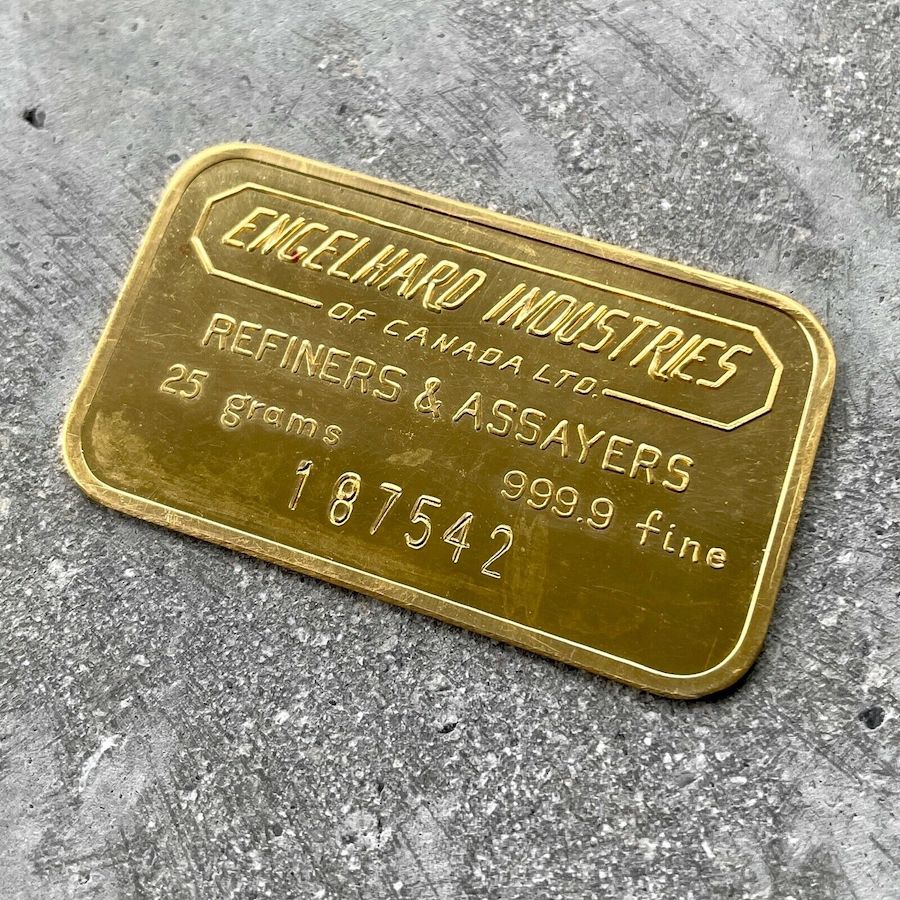 ENGELHARD INDUSTRIES
OF CANADA LTD.
REFINERS & ASSAYERS
25 grams 999.9 fine
187542